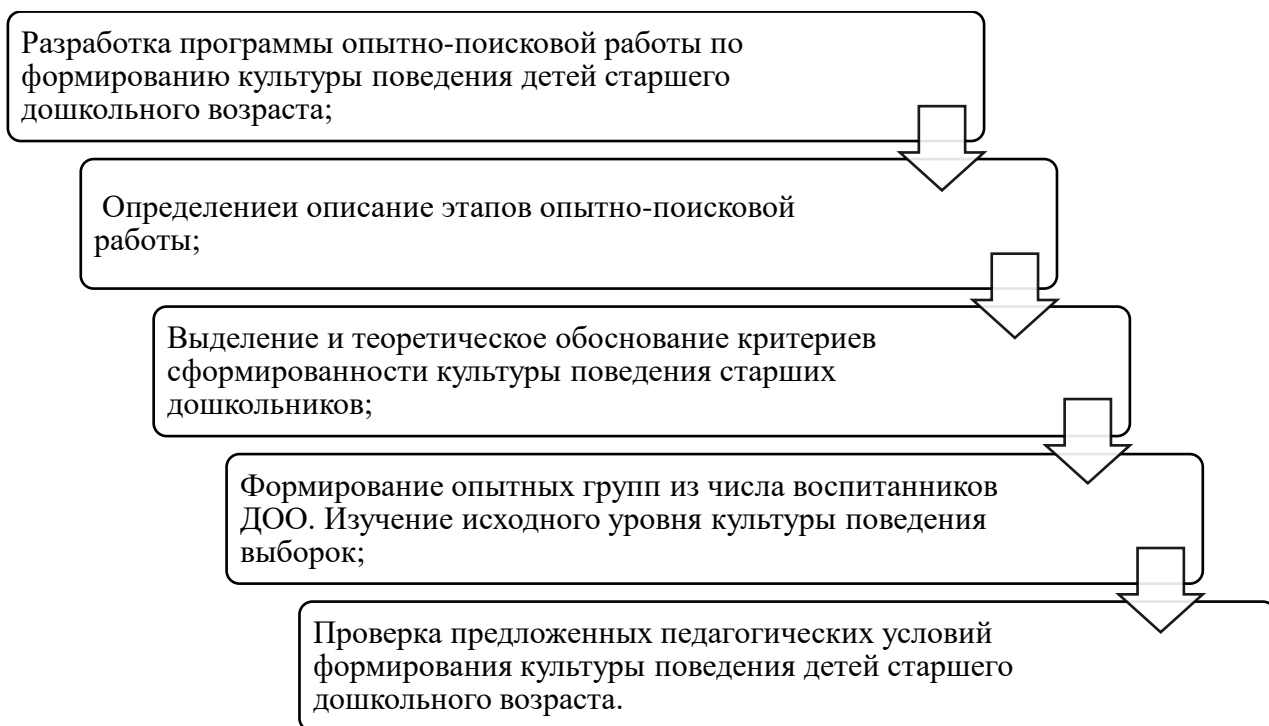 Разработка программы опытно-поисковой работы по
формированию культуры поведения детей старшего
дошкольного возраста;
Определениеи описание этапов опытно-поисковой
работы;
Выделение и теоретическое обоснование критериев
сформированности культуры поведения старших
дошкольников;
Формирование опытных групп из числа воспитанников
ДОО. Изучение исходного уровня культуры поведения
выборок;
Проверка предложенных педагогических условий
формирования культуры поведения детей старшего
дошкольного возраста.